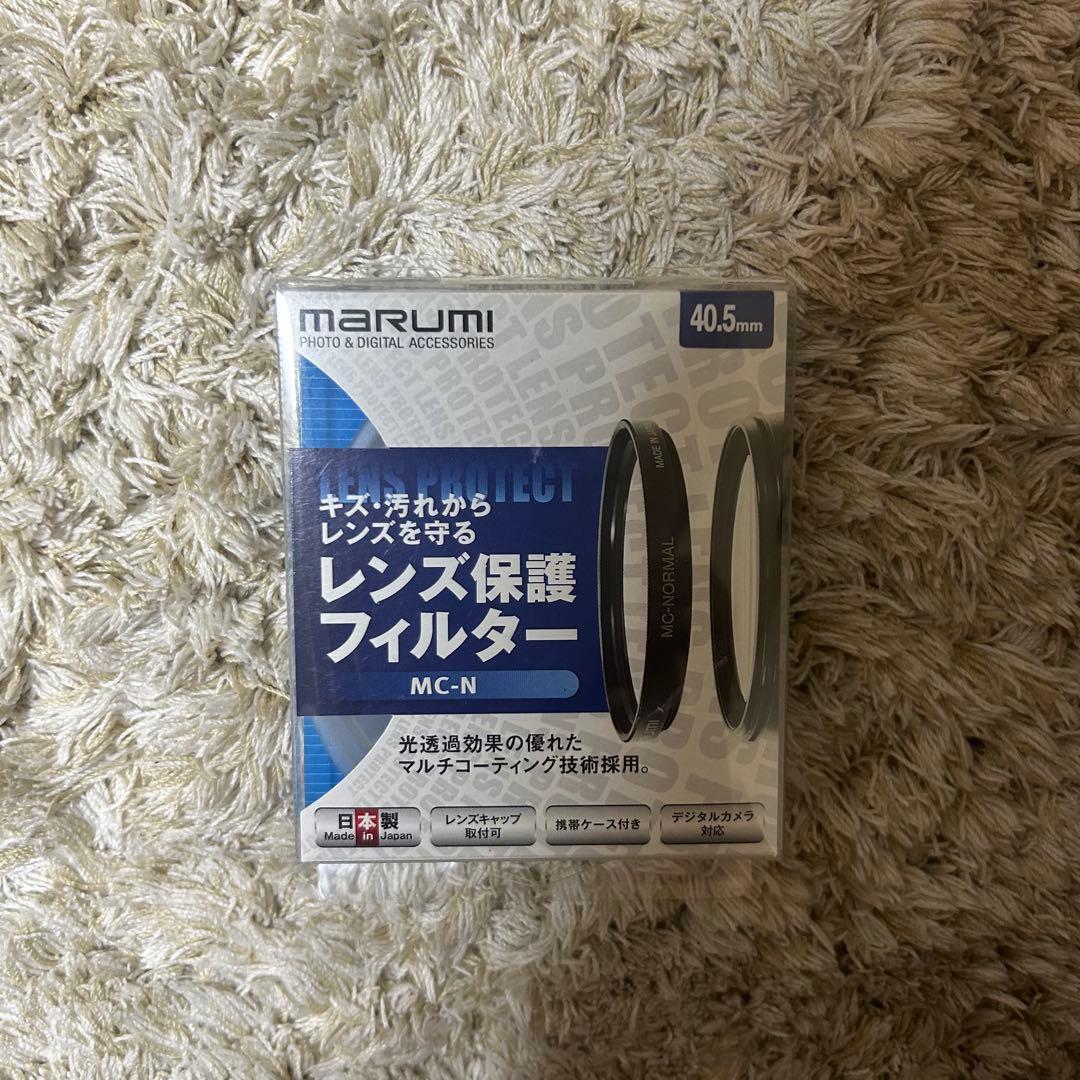 marumi
PHOTO & DIGITAL ACCESSORIES
40.5mm
LENS PROTECT
キズ・汚れから
レンズを守る
レンズ保護
フィルター
MC-N
MADE IN
MC-NORMAL
光透過効果の優れた
マルチコーティング技術採用。
日本製
Made in Japan
レンズキャップ
取付可
携帯ケース付き
デジタルカメラ
対応